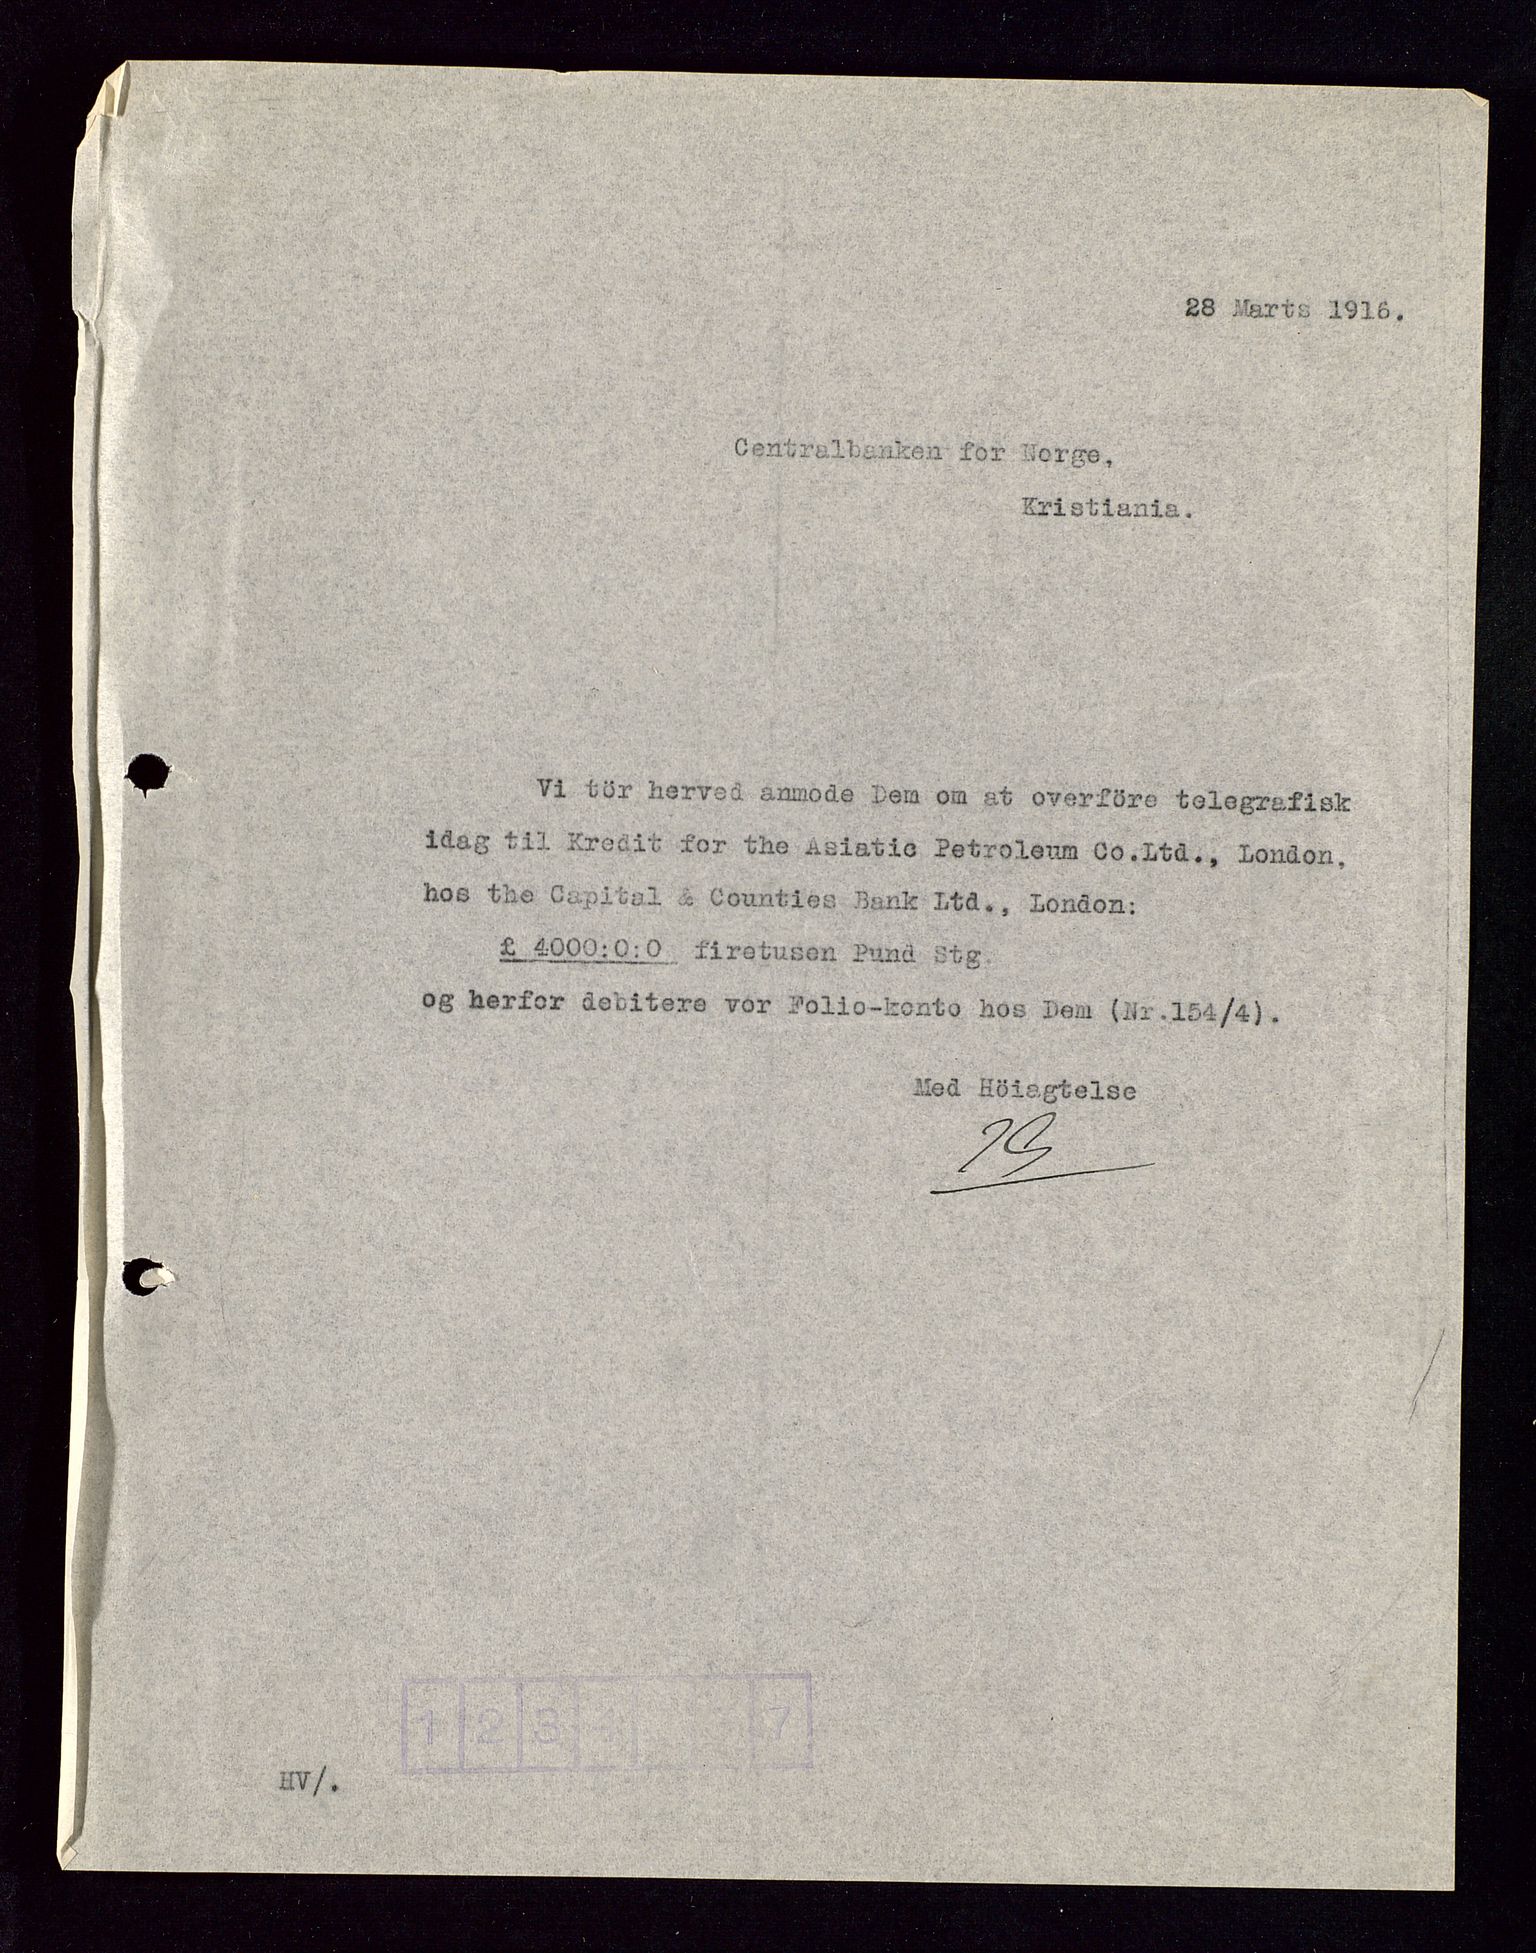 28 Marts 1916.
Centralbanken for Norge,
Kristiania.
Vi tör herved anmode Dem om at overföre telegrafisk
idag til Kredit for the Asiatic Petroleum Co.Ltd., London,
hos the Capital & Counties Bank Ltd., London:
£ 4000:0:0 firetusen Pund Stg.
og herfor debitere vor Folio-konto hos Dem (Nr.154/4).
Med Höiagtelse
1 2 3 4 7
HV/.